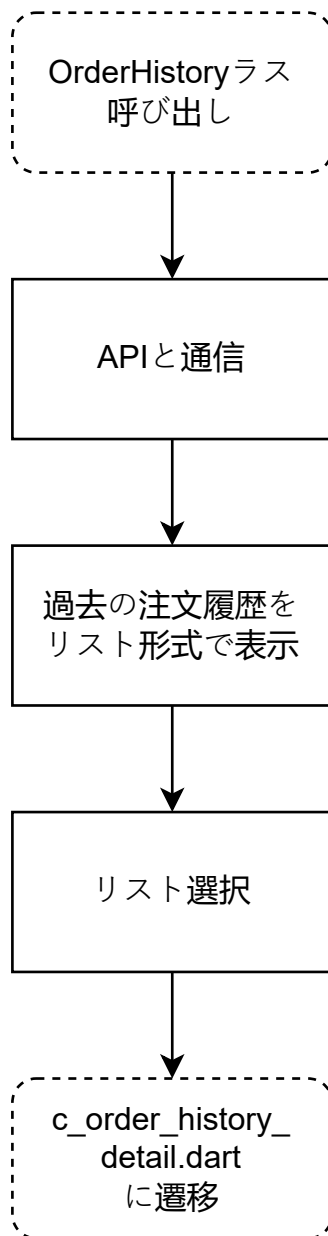 OrderHistoryラス
呼び出し
APIと通信
過去の注文履歴を
リスト形式で表示
リスト選択
c_order_history_
detail.dart
に遷移